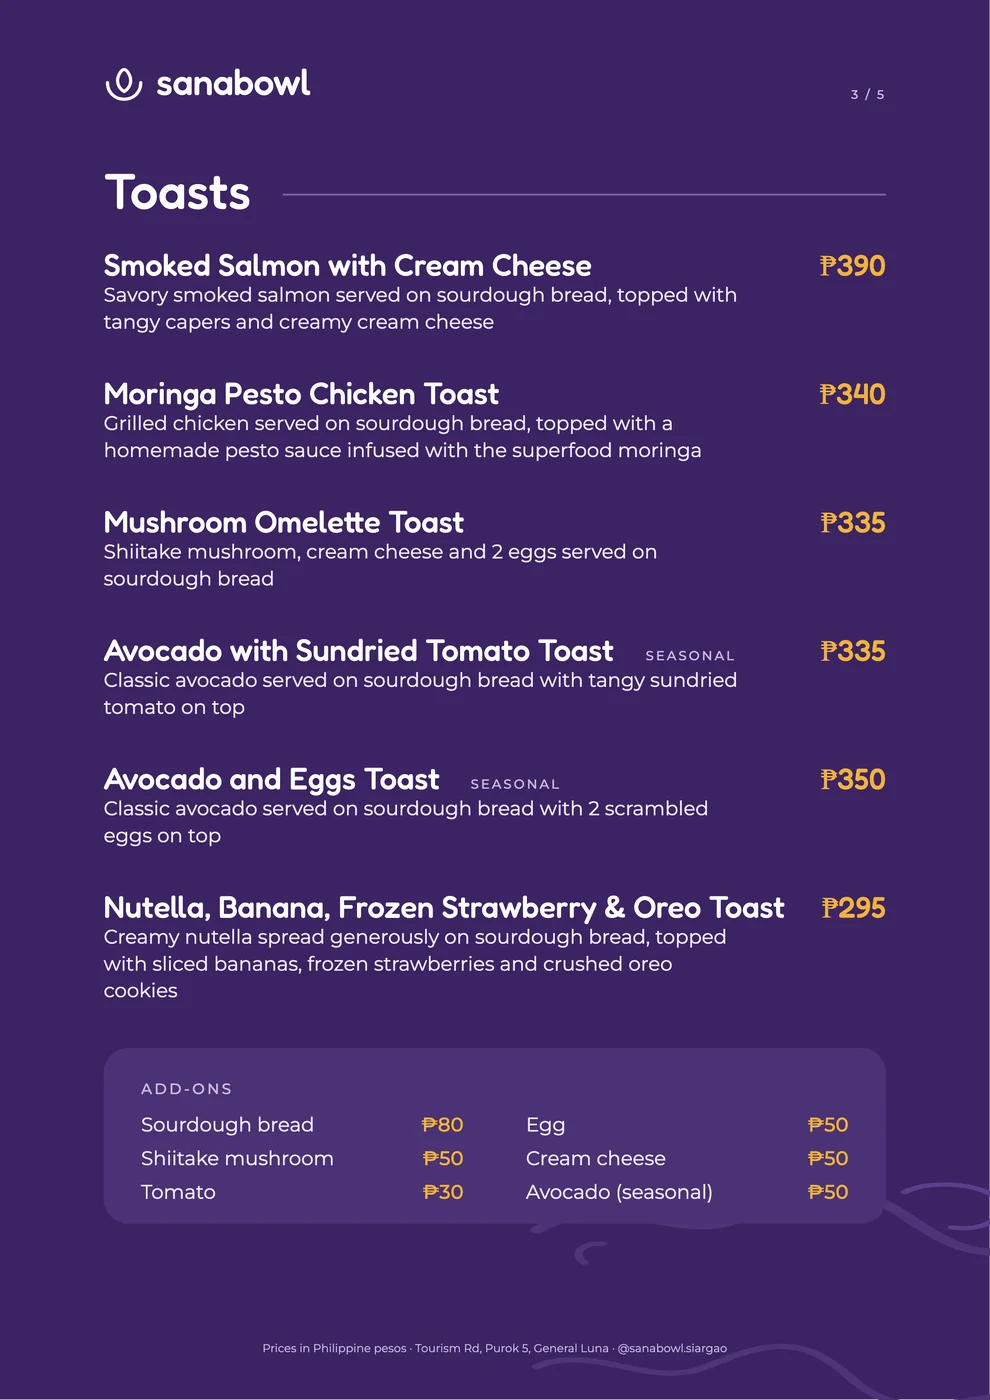 sanabowl
3 / 5
Toasts
Smoked Salmon with Cream Cheese ₱390
Savory smoked salmon served on sourdough bread, topped with
tangy capers and creamy cream cheese
Moringa Pesto Chicken Toast ₱340
Grilled chicken served on sourdough bread, topped with a
homemade pesto sauce infused with the superfood moringa
Mushroom Omelette Toast ₱335
Shiitake mushroom, cream cheese and 2 eggs served on
sourdough bread
Avocado with Sundried Tomato Toast SEASONAL ₱335
Classic avocado served on sourdough bread with tangy sundried
tomato on top
Avocado and Eggs Toast SEASONAL ₱350
Classic avocado served on sourdough bread with 2 scrambled
eggs on top
Nutella, Banana, Frozen Strawberry & Oreo Toast ₱295
Creamy nutella spread generously on sourdough bread, topped
with sliced bananas, frozen strawberries and crushed oreo
cookies
ADD-ONS
Sourdough bread ₱80 Egg ₱50
Shiitake mushroom ₱50 Cream cheese ₱50
Tomato ₱30 Avocado (seasonal) ₱50
Prices in Philippine pesos · Tourism Rd, Purok 5, General Luna · @sanabowl.siargao